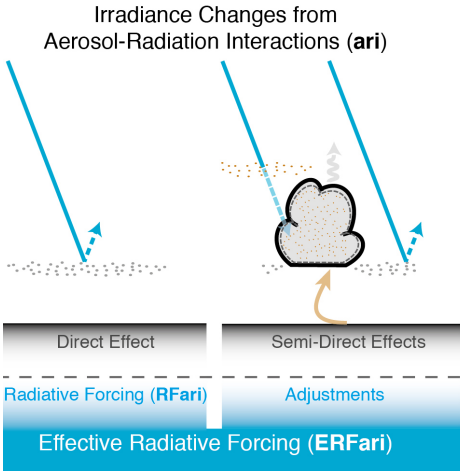 Irradiance Changes from
Aerosol-Radiation Interactions (ari)
Direct Effect
Semi-Direct Effects
Radiative Forcing (RFari)
Adjustments
Effective Radiative Forcing (ERFari)